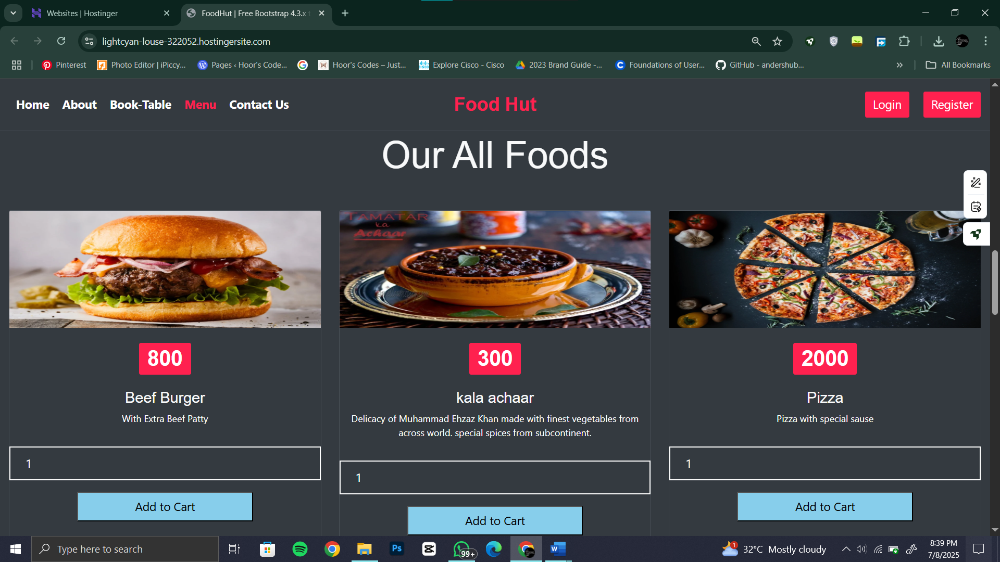 Websites | Hostinger
FoodHut | Free Bootstrap 4.3.x t
lightcyan-louse-322052.hostingersite.com
Pinterest
Photo Editor | iPiccy...
Pages ‹ Hoor's Code...
Hoor's Codes – Just...
Explore Cisco - Cisco
2023 Brand Guide -...
Foundations of User...
GitHub - andershub...
All Bookmarks
Home
About
Book-Table
Menu
Contact Us
Food Hut
Login
Register
Our All Foods
TAMATAR
ka
Achaar
800
300
2000
Beef Burger
kala achaar
Pizza
With Extra Beef Patty
Delicacy of Muhammad Ehzaz Khan made with finest vegetables from
across world. special spices from subcontinent.
Pizza with special sause
1
1
1
Add to Cart
Add to Cart
Add to Cart
Type here to search
Ps
99+
W
1
32°C Mostly cloudy
8:39 PM
7/8/2025